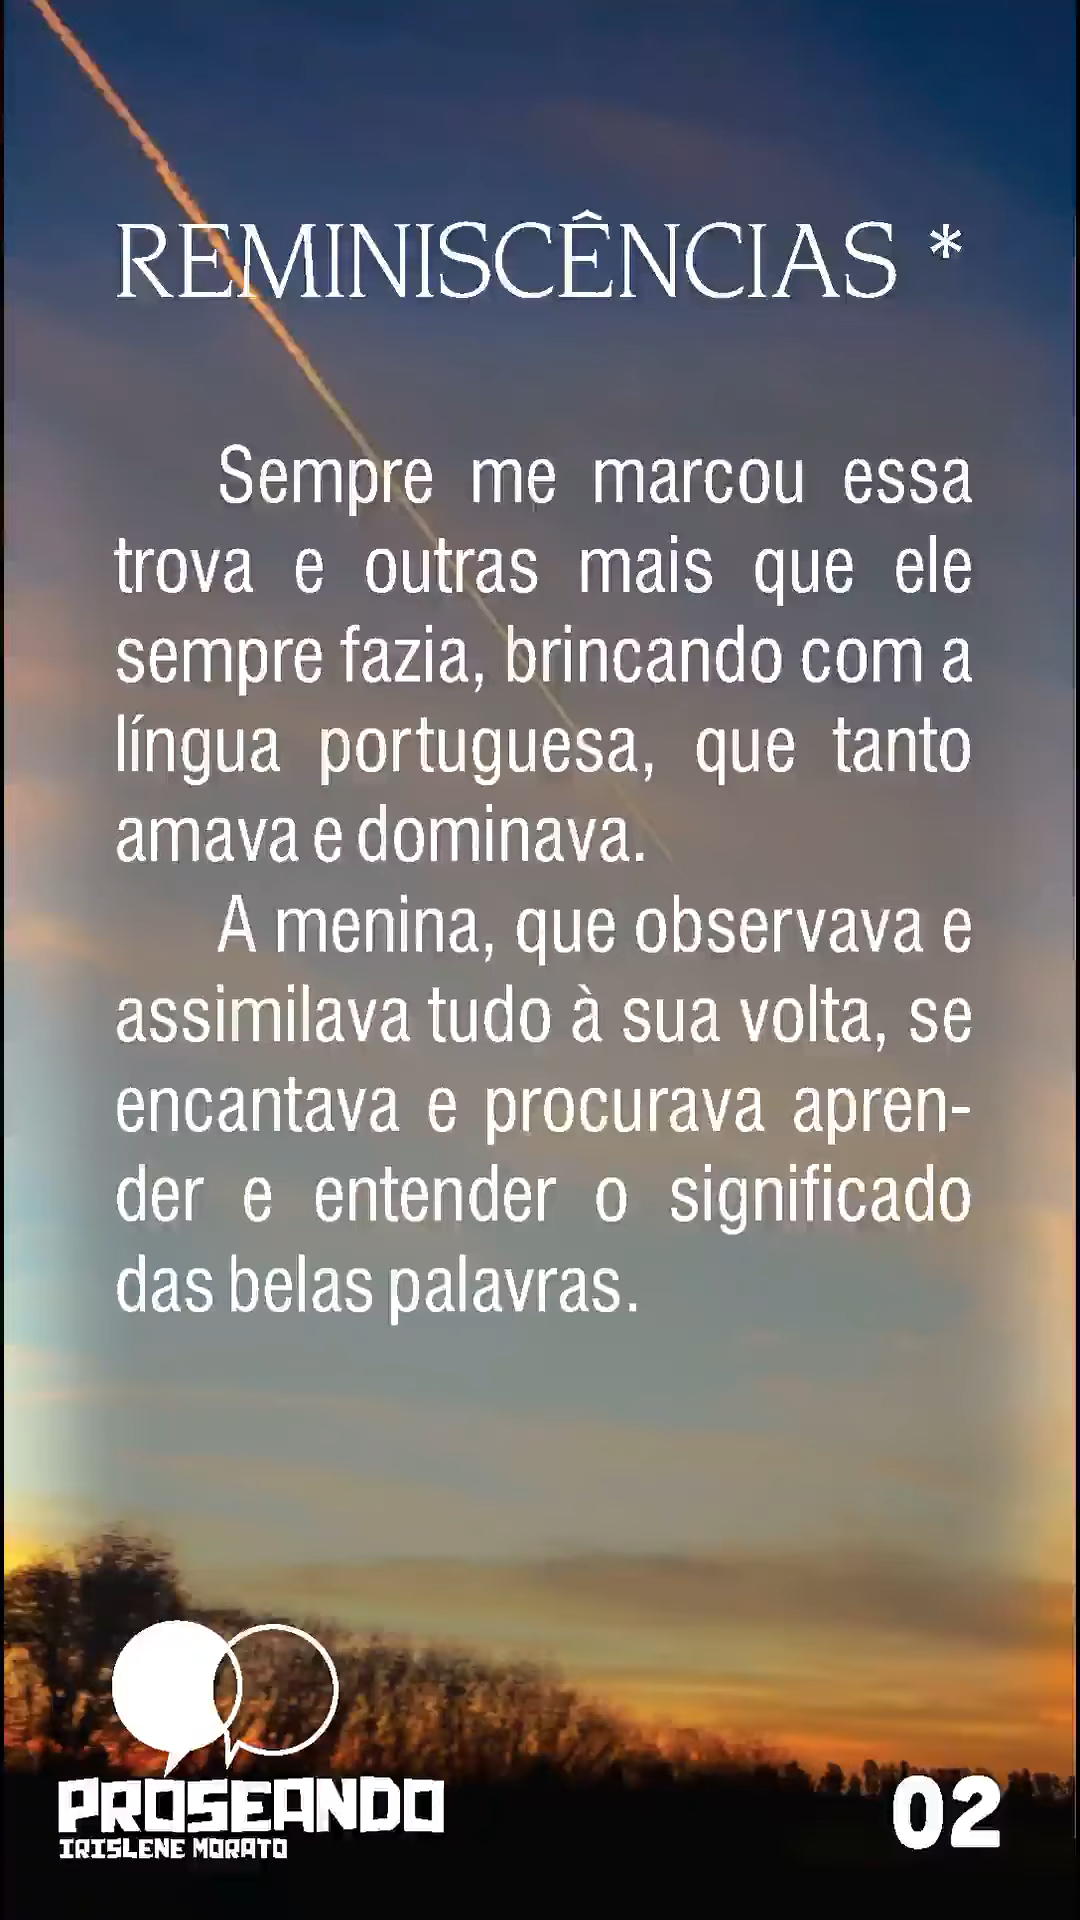 REMINISCÊNCIAS *
Sempre me marcou essa
trova e outras mais que ele
sempre fazia, brincando com a
língua portuguesa, que tanto
amava e dominava.
A menina, que observava e
assimilava tudo à sua volta, se
encantava e procurava apren-
der e entender o significado
das belas palavras.
PROSEANDO
IRISLENE MORATO
02